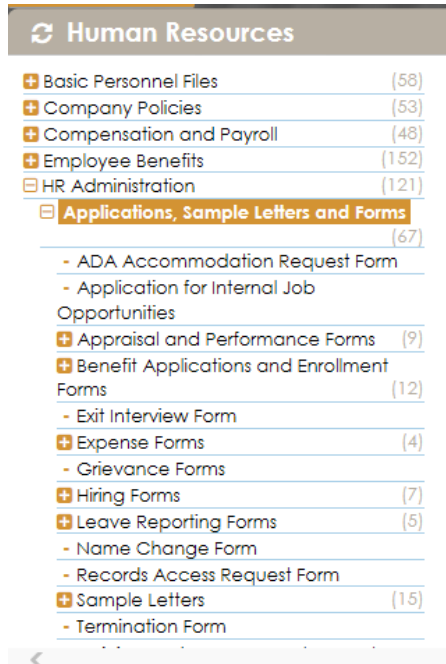 Human Resources
Basic Personnel Files (58)
Company Policies (53)
Compensation and Payroll (48)
Employee Benefits (152)
HR Administration (121)
Applications, Sample Letters and Forms
(67)
- ADA Accommodation Request Form
- Application for Internal Job
Opportunities
Appraisal and Performance Forms (9)
Benefit Applications and Enrollment
Forms (12)
- Exit Interview Form
Expense Forms (4)
- Grievance Forms
Hiring Forms (7)
Leave Reporting Forms (5)
- Name Change Form
- Records Access Request Form
Sample Letters (15)
- Termination Form